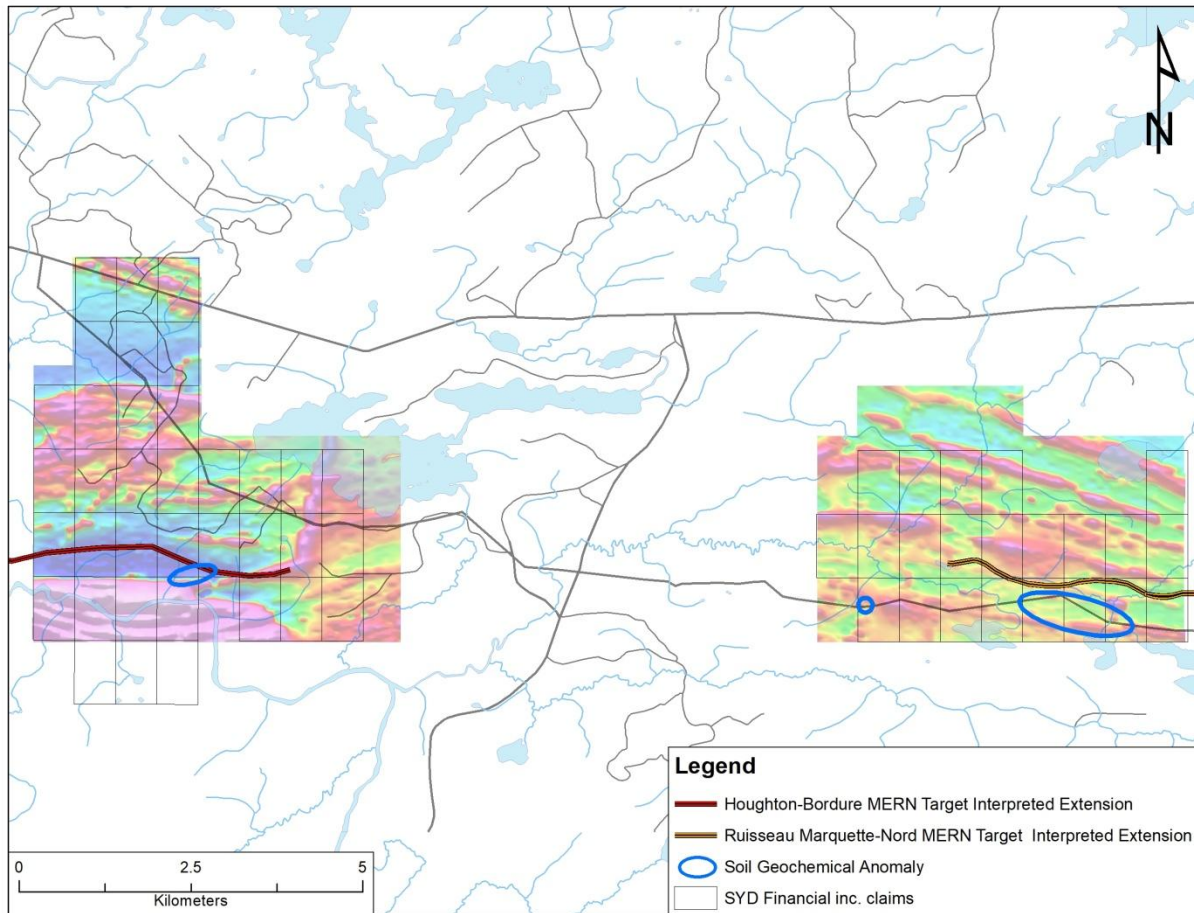 N
Legend
Houghton-Bordure MERN Target Interpreted Extension
Ruisseau Marquette-Nord MERN Target Interpreted Extension
Soil Geochemical Anomaly
SYD Financial inc. claims
0 2.5 5
Kilometers